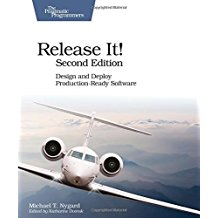 The
Pragmatic
Programmers
Release It!
Second Edition
Design and Deploy
Production-Ready Software
Michael T. Nygard
Edited by Katharine Dvorak